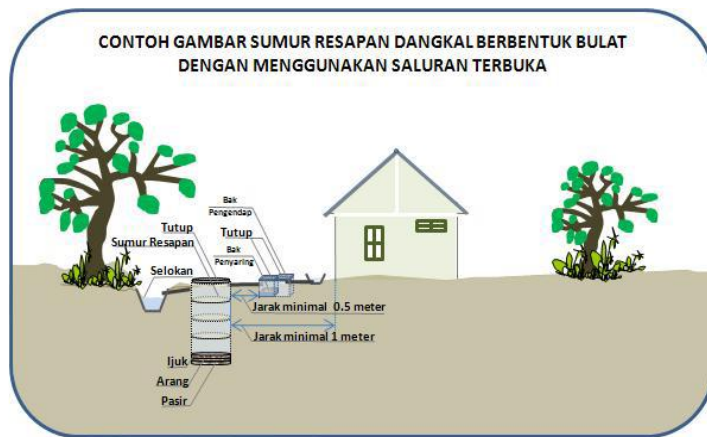 CONTOH GAMBAR SUMUR RESAPAN DANGKAL BERBENTUK BULAT
DENGAN MENGGUNAKAN SALURAN TERBUKA
Bak
Pengendap
Tutup
Sumur Resapan
Tutup
Bak
Penyaring
Selokan
Jarak minimal 0.5 meter
Jarak minimal 1 meter
Ijuk
Arang
Pasir